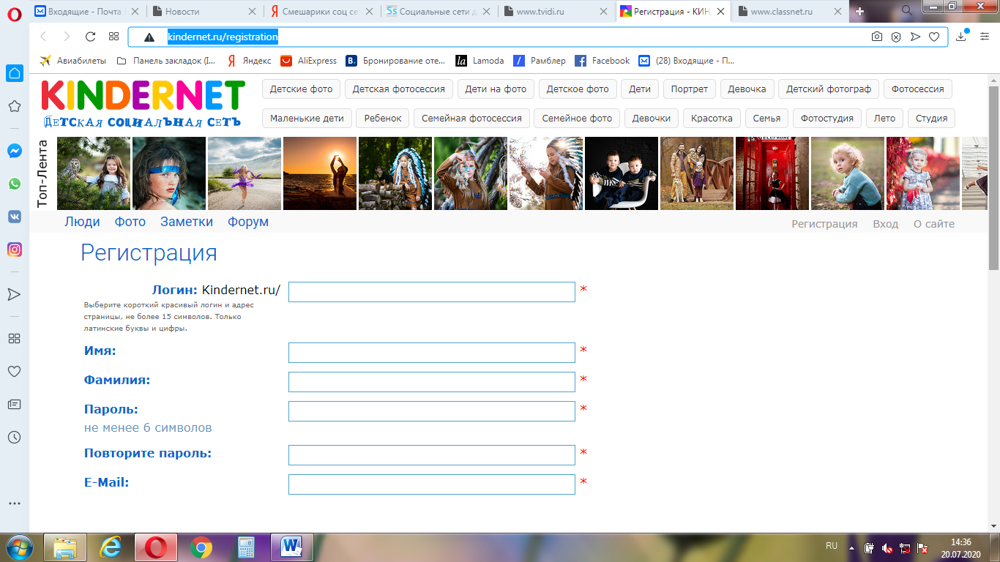 Входящие - Почта
Новости
Смешарики соц се
Социальные сети д
www.tvidi.ru
Регистрация - КИН
www.classnet.ru
kindernet.ru/registration
Авиабилеты
Панель закладок (I...
Яндекс
AliExpress
Бронирование оте...
Lamoda
Рамблер
Facebook
(28) Входящие - П...
KINDERNET
Детская социальная сеть
Детские фото
Детская фотосессия
Дети на фото
Детское фото
Дети
Портрет
Девочка
Детский фотограф
Фотосессия
Маленькие дети
Ребенок
Семейная фотосессия
Семейное фото
Девочки
Красотка
Семья
Фотостудия
Лето
Студия
Топ-Лента
TELEPHONE
Люди
Фото
Заметки
Форум
Регистрация
Вход
О сайте
Регистрация
Логин: Kindernet.ru/ *
Выберите короткий красивый логин и адрес
страницы, не более 15 символов. Только
латинские буквы и цифры.
Имя: *
Фамилия: *
Пароль: *
не менее 6 символов
Повторите пароль: *
E-Mail: *
RU
14:36
20.07.2020